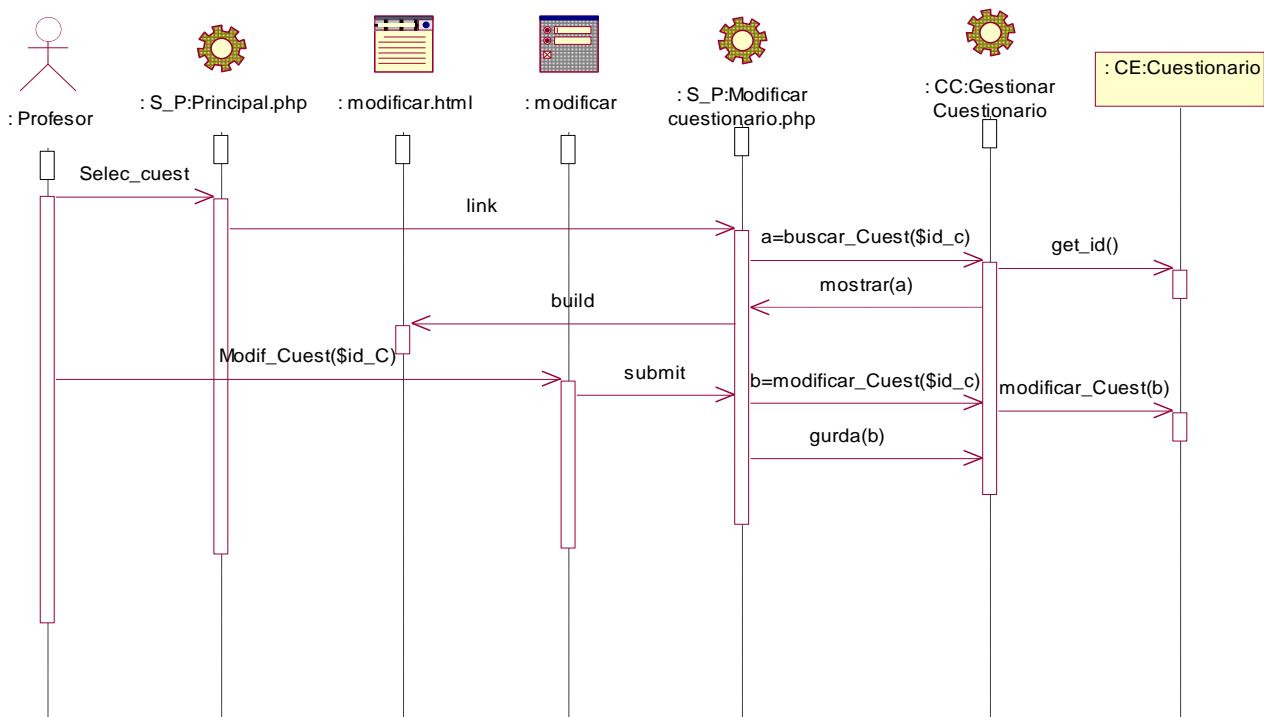 : Profesor
: S_P:Principal.php
: modificar.html
: modificar
: S_P:Modificar
cuestionario.php
: CC:Gestionar
Cuestionario
: CE:Cuestionario
Selec_cuest
link
a=buscar_Cuest($id_c)
get_id()
mostrar(a)
build
Modif_Cuest($id_C)
submit
b=modificar_Cuest($id_c)
modificar_Cuest(b)
gurda(b)